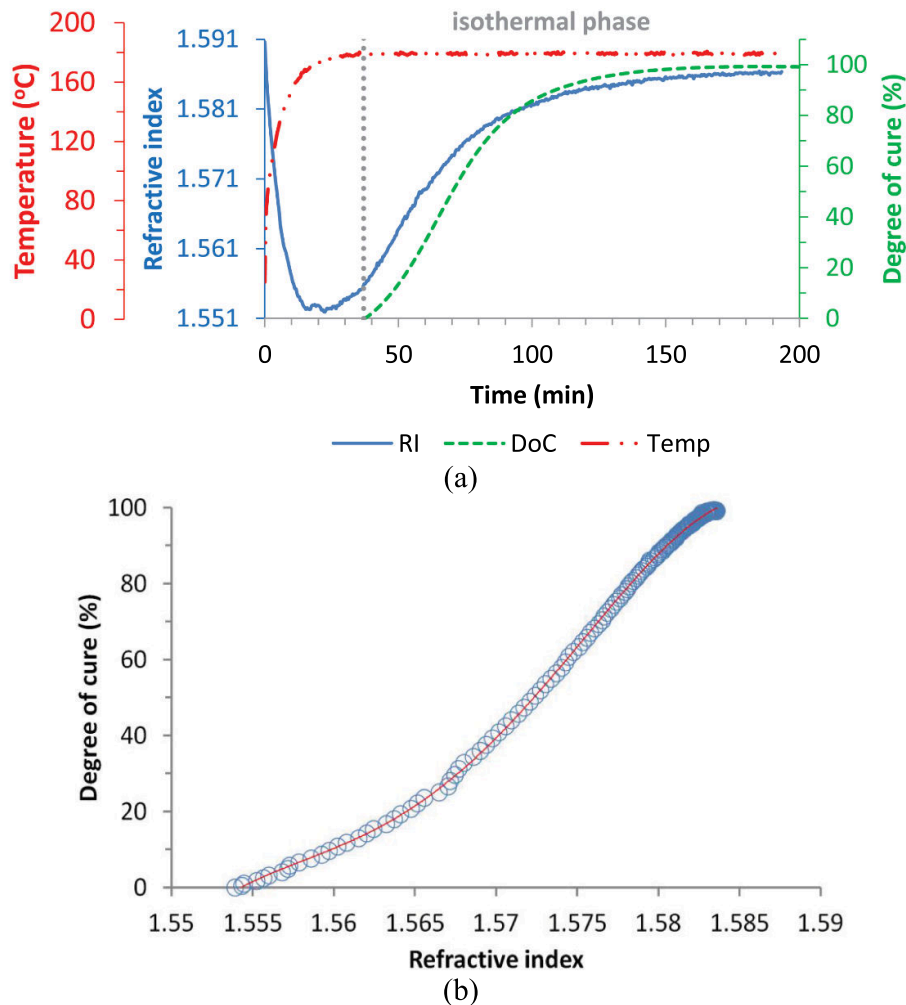 (a)
isothermal phase
Temperature (ºC)
200
160
120
80
40
0
Refractive index
1.591
1.581
1.571
1.561
1.551
Degree of cure (%)
100
80
60
40
20
0
0 50 100 150 200
Time (min)
RI DoC Temp
(a)
Degree of cure (%)
100
80
60
40
20
0
1.55 1.555 1.56 1.565 1.57 1.575 1.58 1.585 1.59
Refractive index
(b)